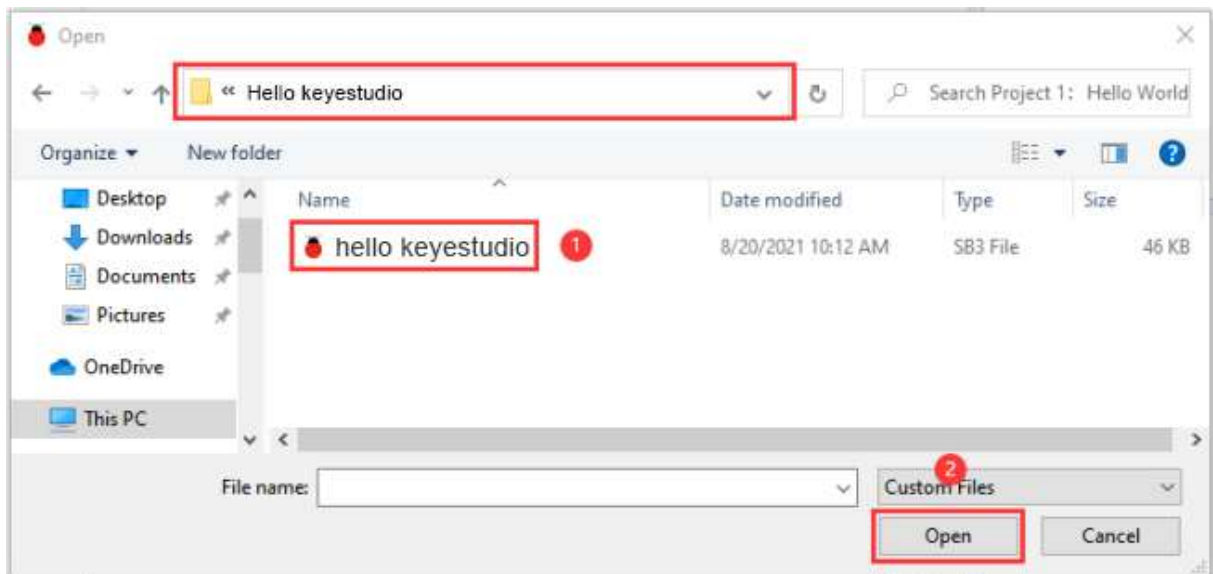 Open
« Hello keyestudio
Search Project 1: Hello World
Organize New folder
Name Date modified Type Size
Desktop
Downloads
Documents
Pictures
OneDrive
This PC
hello keyestudio 1 8/20/2021 10:12 AM SB3 File 46 KB
File name: Custom Files
2
Open Cancel